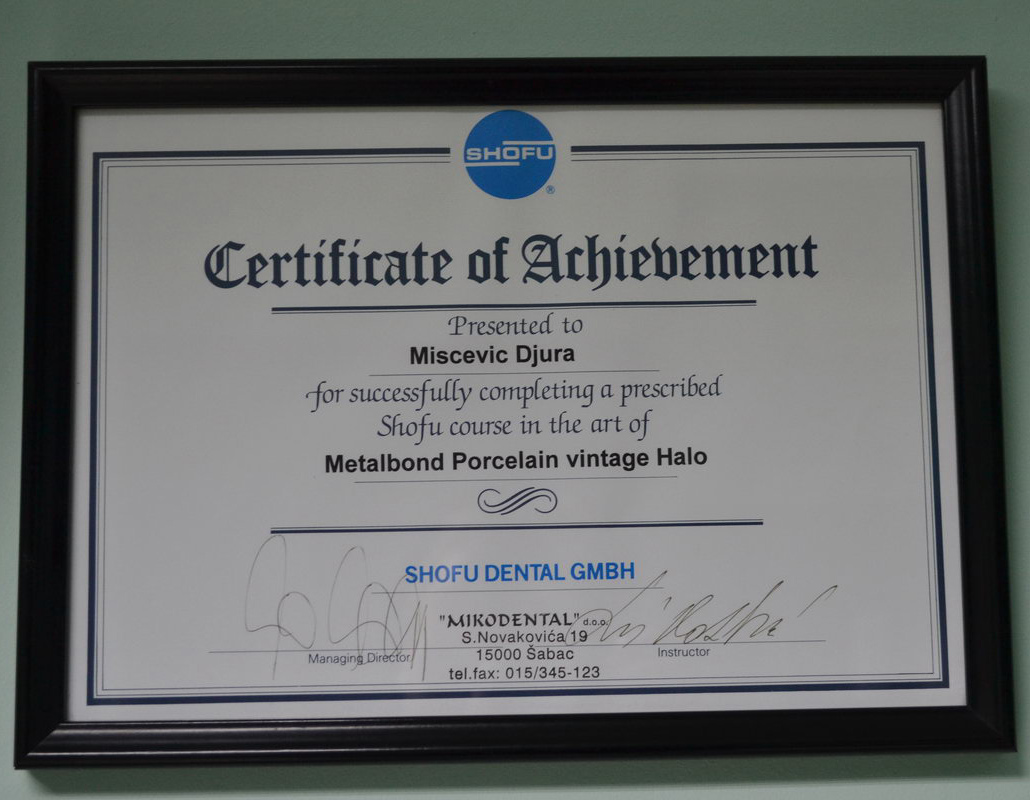 SHOFU
®
Certificate of Achievement
Presented to
Miscevic Djura
for successfully completing a prescribed
Shofu course in the art of
Metalbond Porcelain vintage Halo
SHOFU DENTAL GMBH
"MIKODENTAL" d.o.o.
S.Novakovića 19
15000 Šabac
tel.fax: 015/345-123
Managing Director
Instructor